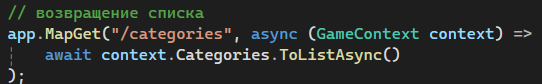 // возвращение списка
app.MapGet("/categories", async (GameContext context) =>
    await context.Categories.ToListAsync()
);